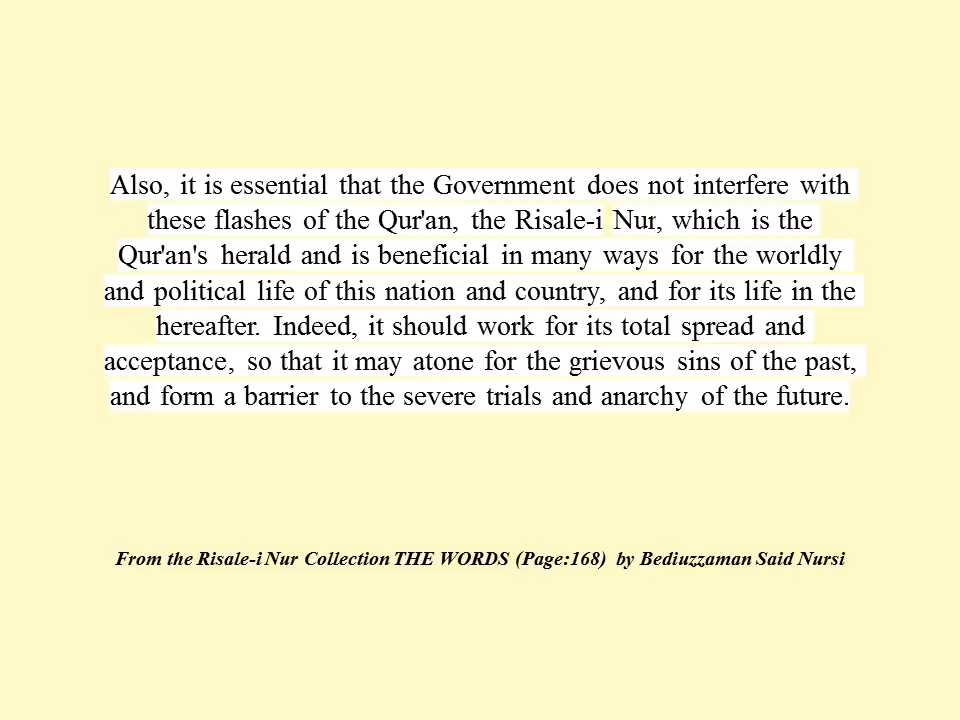 Also, it is essential that the Government does not interfere with
these flashes of the Qur'an, the Risale-i Nur, which is the
Qur'an's herald and is beneficial in many ways for the worldly
and political life of this nation and country, and for its life in the
hereafter. Indeed, it should work for its total spread and
acceptance, so that it may atone for the grievous sins of the past,
and form a barrier to the severe trials and anarchy of the future.
From the Risale-i Nur Collection THE WORDS (Page:168) by Bediuzzaman Said Nursi